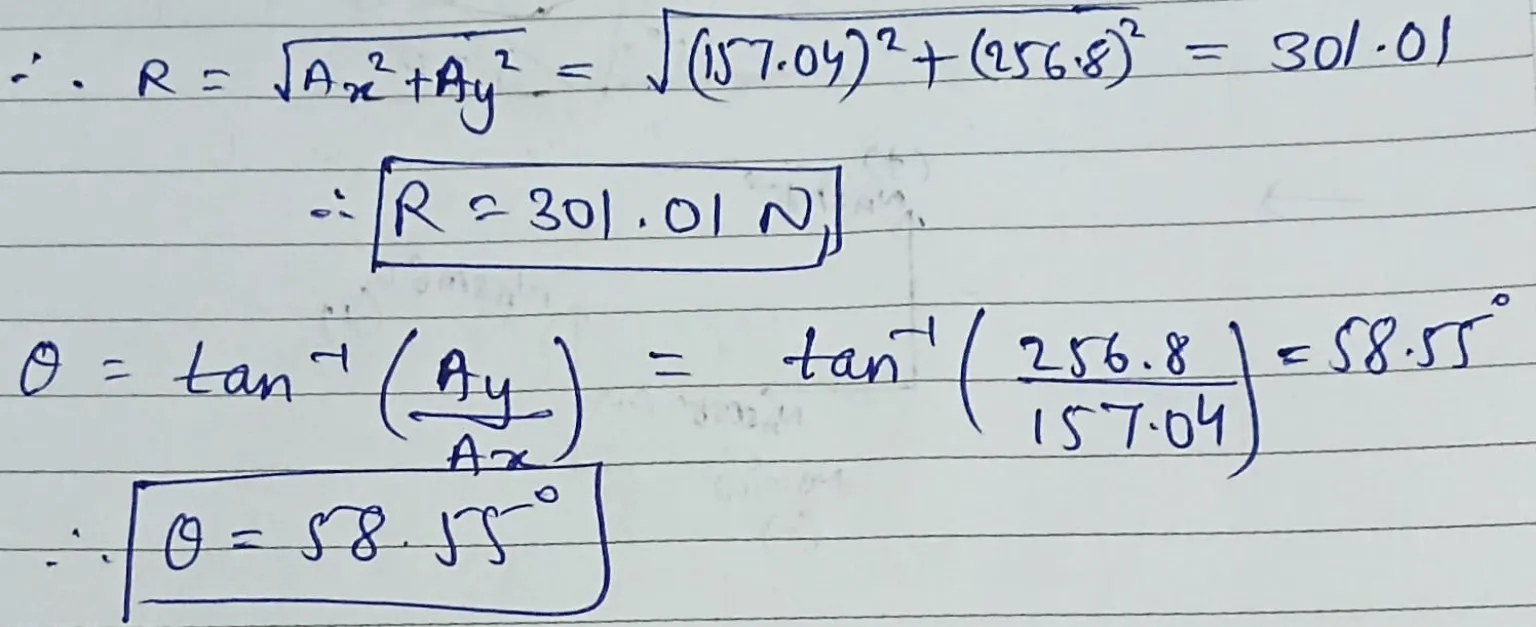 ∴ R = √(Ax² + Ay²) = √((157.04)² + (256.8)²) = 301.01
∴ R = 301.01 N
θ = tan⁻¹ (Ay/Ax) = tan⁻¹ (256.8/157.04) = 58.55°
∴ θ = 58.55°